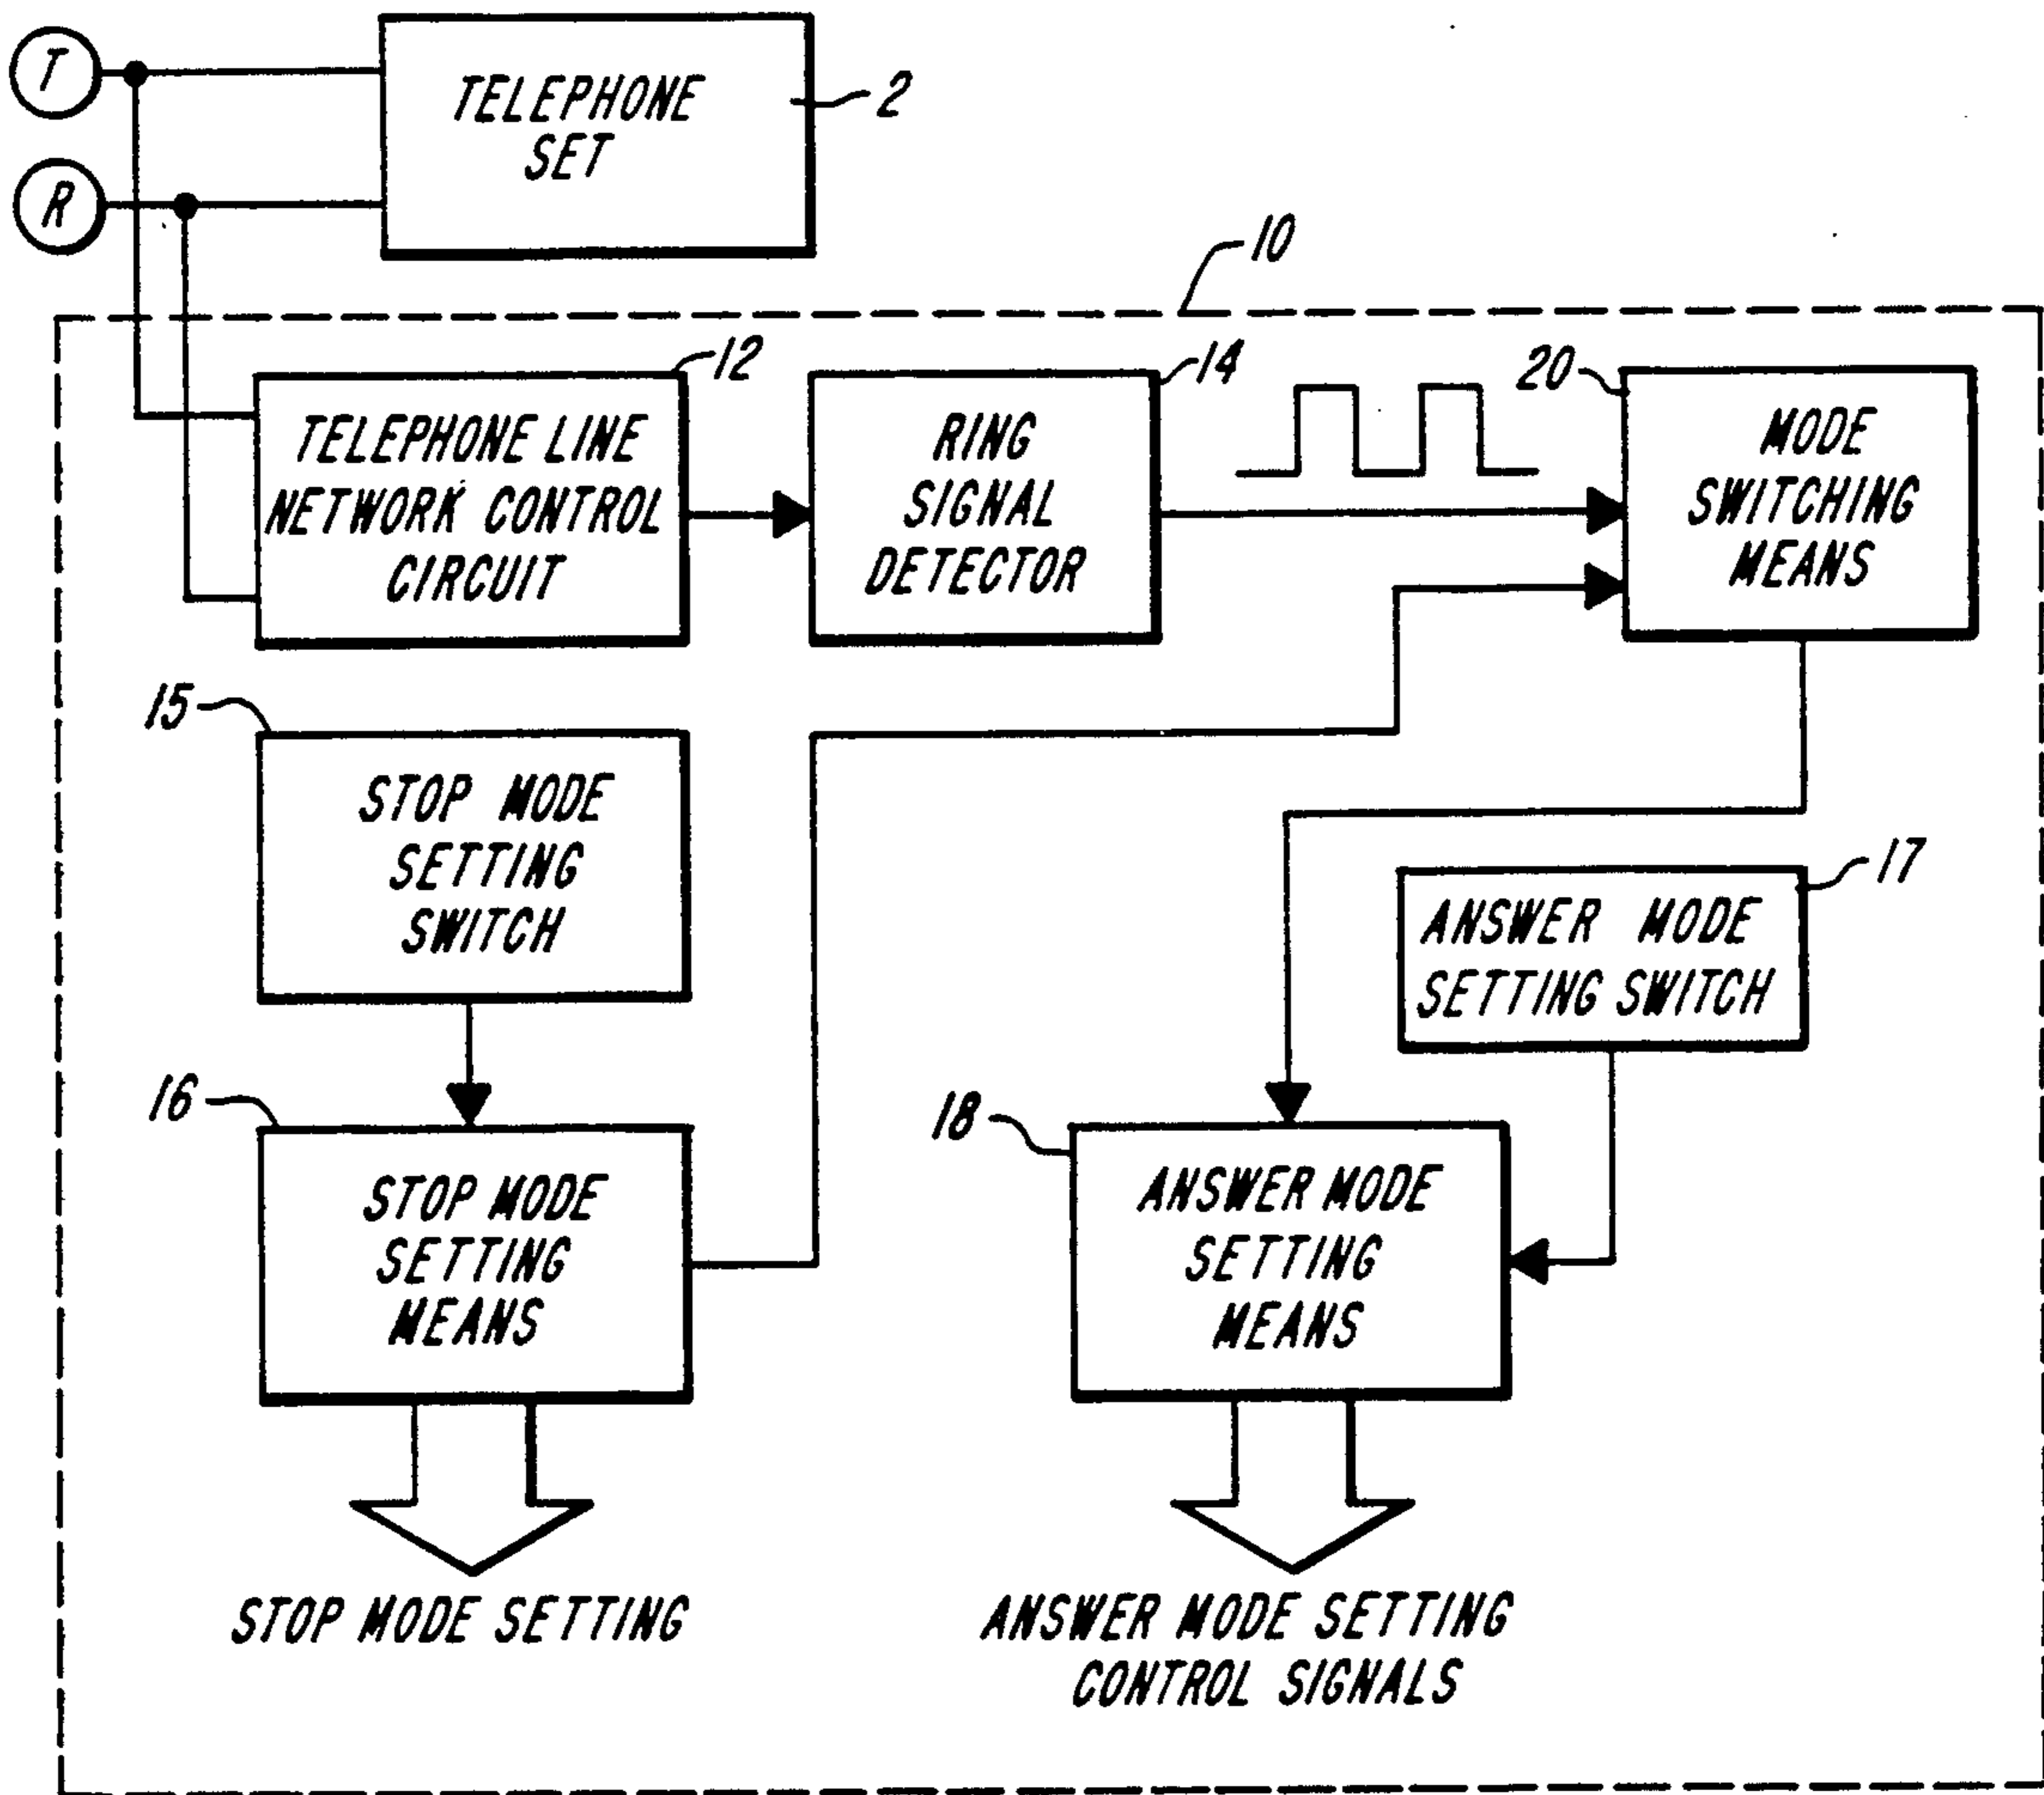 T
TELEPHONE
SET
2
R
10
12
TELEPHONE LINE
NETWORK CONTROL
CIRCUIT
14
RING
SIGNAL
DETECTOR
20
MODE
SWITCHING
MEANS
15
STOP MODE
SETTING
SWITCH
17
ANSWER MODE
SETTING SWITCH
16
STOP MODE
SETTING
MEANS
18
ANSWER MODE
SETTING
MEANS
STOP MODE SETTING
ANSWER MODE SETTING
CONTROL SIGNALS